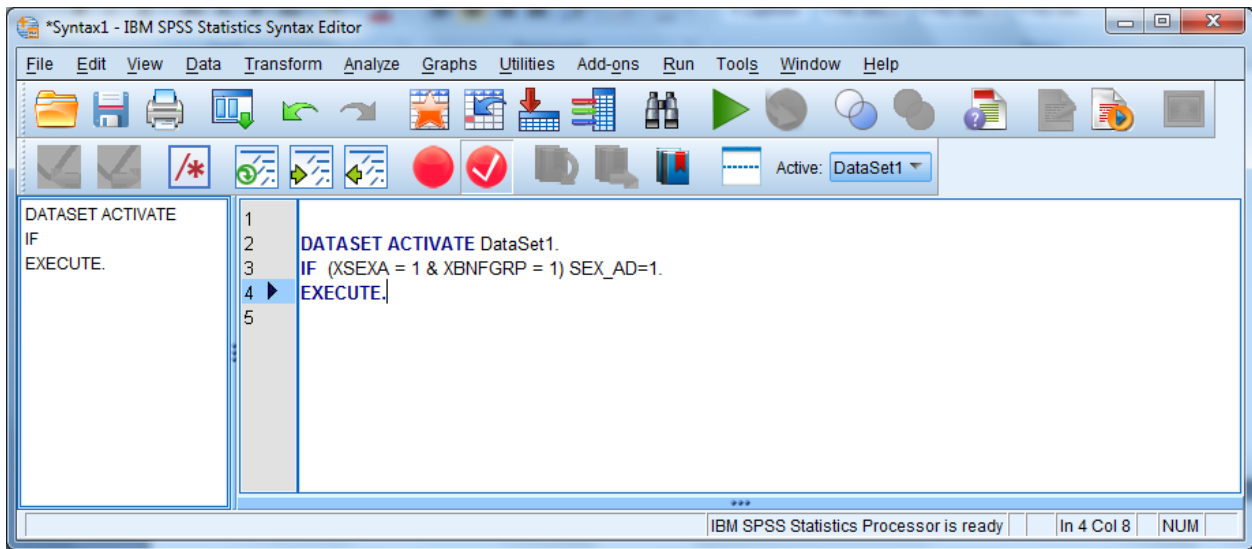 *Syntax1 - IBM SPSS Statistics Syntax Editor
File Edit View Data Transform Analyze Graphs Utilities Add-ons Run Tools Window Help
Active: DataSet1
DATASET ACTIVATE
IF
EXECUTE.
1
2 DATASET ACTIVATE DataSet1.
3 IF (XSEXA = 1 & XBNFGRP = 1) SEX_AD=1.
4 EXECUTE.
5
IBM SPSS Statistics Processor is ready In 4 Col 8 NUM